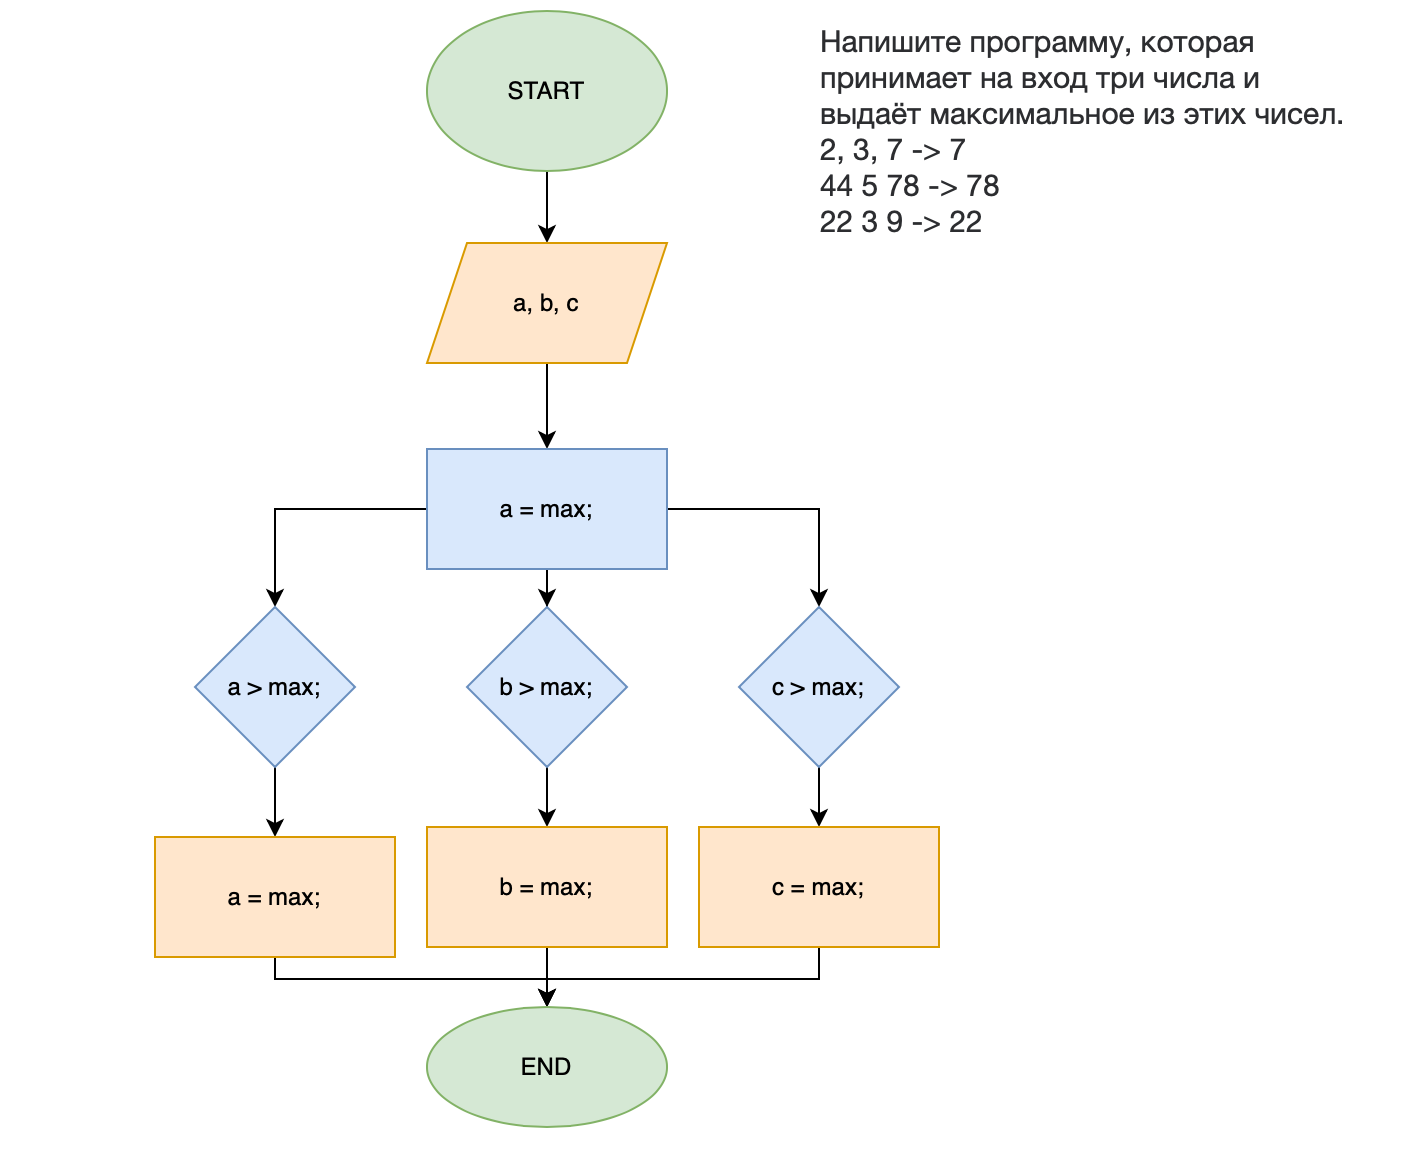 START
Напишите программу, которая
принимает на вход три числа и
выдаёт максимальное из этих чисел.
2, 3, 7 -> 7
44 5 78 -> 78
22 3 9 -> 22
a, b, c
a = max;
a > max;
b > max;
c > max;
a = max;
b = max;
c = max;
END